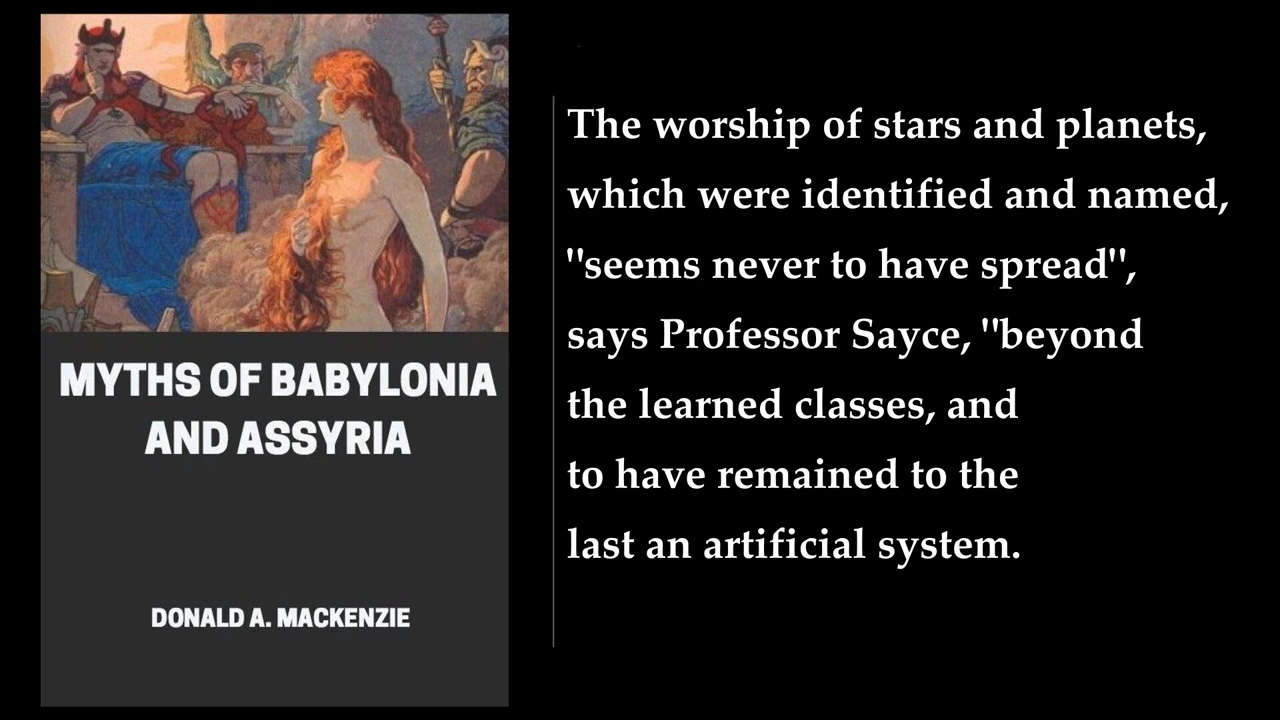 MYTHS OF BABYLONIA
AND ASSYRIA
DONALD A. MACKENZIE
The worship of stars and planets,
which were identified and named,
"seems never to have spread",
says Professor Sayce, "beyond
the learned classes, and
to have remained to the
last an artificial system.